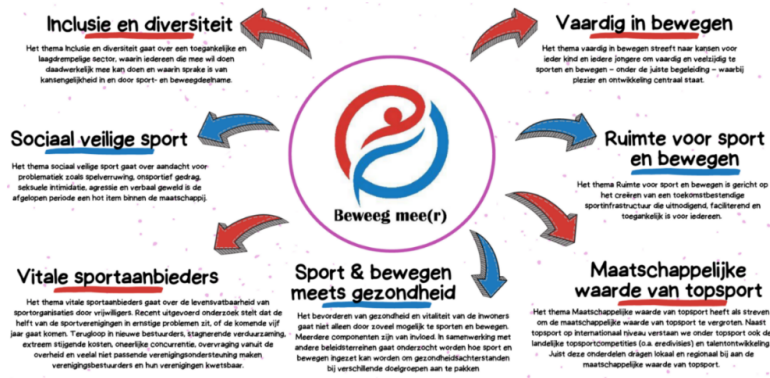 Inclusie en diversiteit
Het thema Inclusie en diversiteit gaat over een toegankelijke en
laagdrempelige sector, waarin iedereen die mee wil doen
daadwerkelijk mee kan doen en waarin sprake is van
kansengelijkheid in en door sport- en beweegdeelname.
Vaardig in bewegen
Het thema vaardig in bewegen streeft naar kansen voor
ieder kind en iedere jongere om vaardig en veelzijdig te
sporten en bewegen – onder de juiste begeleiding – waarbij
plezier en ontwikkeling centraal staat.
Sociaal veilige sport
Het thema sociaal veilige sport gaat over aandacht voor
problematiek zoals spelverruwing, onsportief gedrag,
seksuele intimidatie, agressie en verbaal geweld is de
afgelopen periode een hot item binnen de maatschappij.
Beweeg mee(r)
Ruimte voor sport
en bewegen
Het thema Ruimte voor sport en bewegen is gericht op
het creëren van een toekomstbestendige
sportinfrastructuur die uitnodigend, faciliterend en
toegankelijk is voor iedereen.
Vitale sportaanbieders
Het thema vitale sportaanbieders gaat over de levensvatbaarheid van
sportorganisaties door vrijwilligers. Recent uitgevoerd onderzoek stelt dat de
helft van de sportverenigingen in ernstige problemen zit, of de komende vijf
jaar gaat komen. Terugloop in nieuwe bestuurders, stagnerende verduurzaming,
extreem stijgende kosten, oneerlijke concurrentie, overvraging vanuit de
overheid en veelal niet passende verenigingsondersteuning maken
verenigingsbestuurders en hun verenigingen kwetsbaar.
Sport & bewegen
meets gezondheid
Het bevorderen van gezondheid en vitaliteit van de inwoners
gaat niet alleen door zoveel mogelijk te sporten en bewegen.
Meerdere componenten zijn van invloed. In samenwerking met
andere beleidsterreinen gaat onderzocht worden hoe sport en
bewegen ingezet kan worden om gezondheidsachterstanden
bij verschillende doelgroepen aan te pakken
Maatschappelijke
waarde van topsport
Het thema Maatschappelijke waarde van topsport heeft als streven
om de maatschappelijke waarde van topsport te vergroten. Naast
topsport op internationaal niveau verstaan we onder topsport ook de
landelijke topsportcompetities (o.a. eredivisies) en talentontwikkeling
Juist deze onderdelen dragen lokaal en regionaal bij aan de
maatschappelijke waarde van topsport.